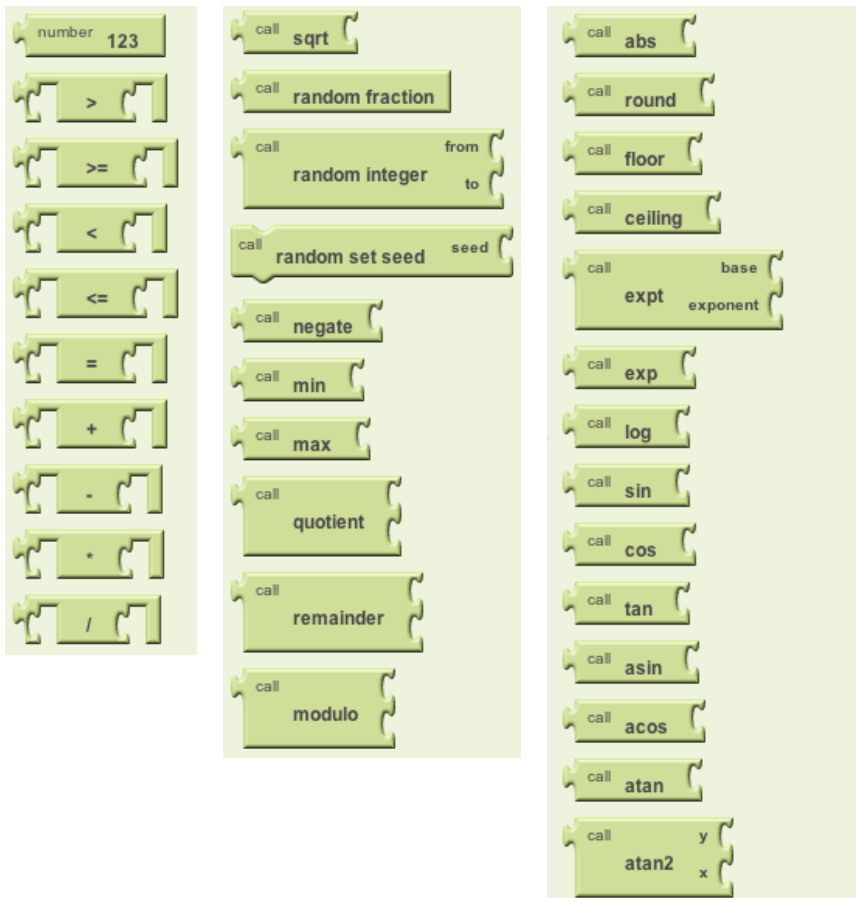 number 123
>
>=
<
<=
=
+
-
*
/
call sqrt
call random fraction
call random integer from
to
call random set seed seed
call negate
call min
call max
call quotient
call remainder
call modulo
call abs
call round
call floor
call ceiling
call expt base
exponent
call exp
call log
call sin
call cos
call tan
call asin
call acos
call atan
call atan2 y
x